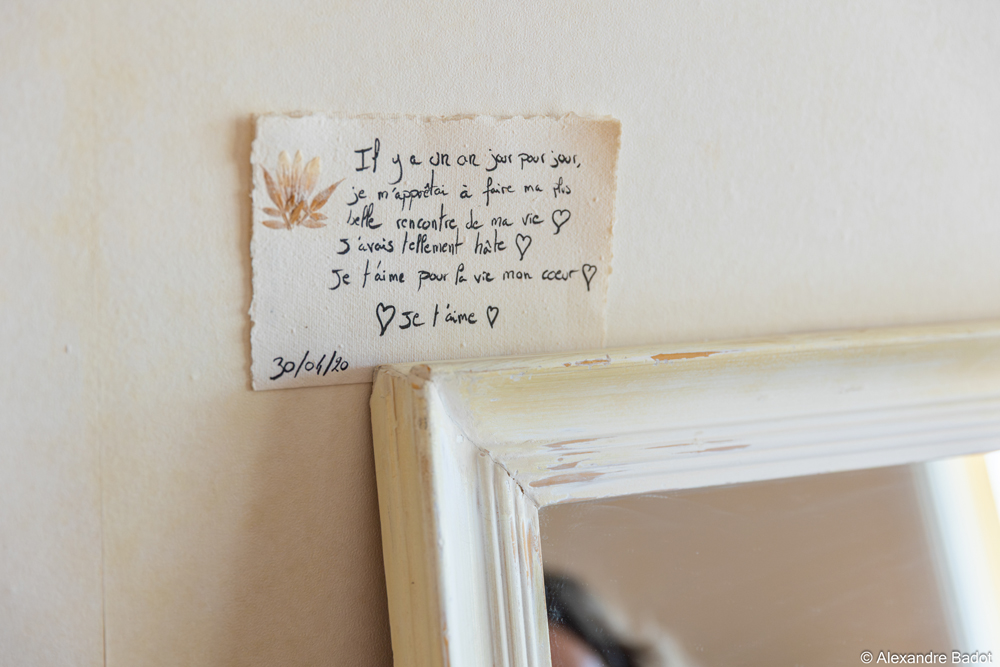 Il y a un an jour pour jour,
je m'apprêtai à faire ma plus
belle rencontre de ma vie ♡
J'avais tellement hâte ♡
Je t'aime pour la vie mon coeur ♡
♡ Je t'aime ♡
30/04/20
© Alexandre Badot